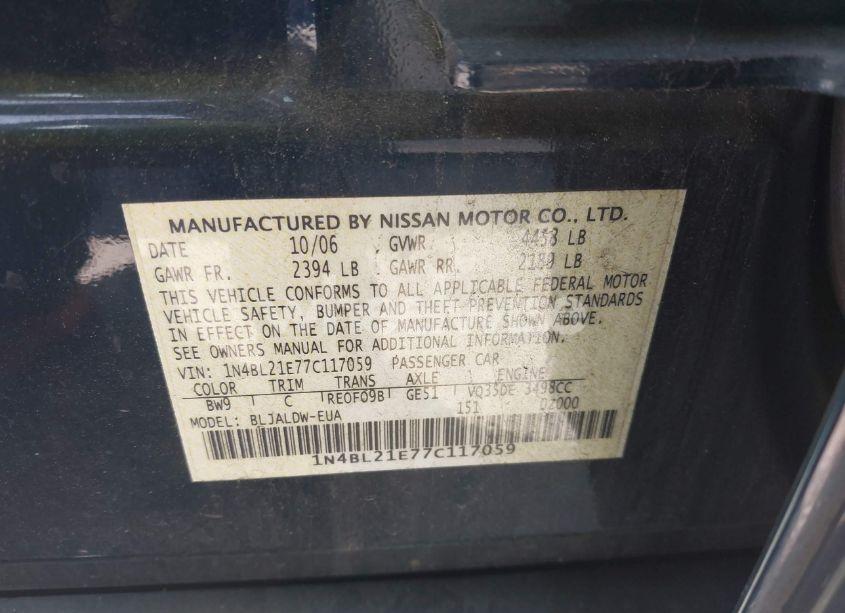 MANUFACTURED BY NISSAN MOTOR CO., LTD.
DATE 10/06 GVWR. 4458 LB
GAWR FR. 2394 LB GAWR RR. LB
THIS VEHICLE CONFORMS TO ALL APPLICABLE FEDERAL MOTOR
VEHICLE SAFETY, BUMPER AND THEFT PREVENTION STANDARDS
IN EFFECT ON THE DATE OF MANUFACTURE SHOWN ABOVE.
SEE OWNERS MANUAL FOR ADDITIONAL INFORMATION.
VIN: 1N4BL21E77C117059 PASSENGER CAR
COLOR TRIM TRANS AXLE ENGINE
BW9 C RE0F09B GE51 VQ35DE 3498CC
MODEL: BLJALDW-EUA 151 DZ000
1N4BL21E77C117059